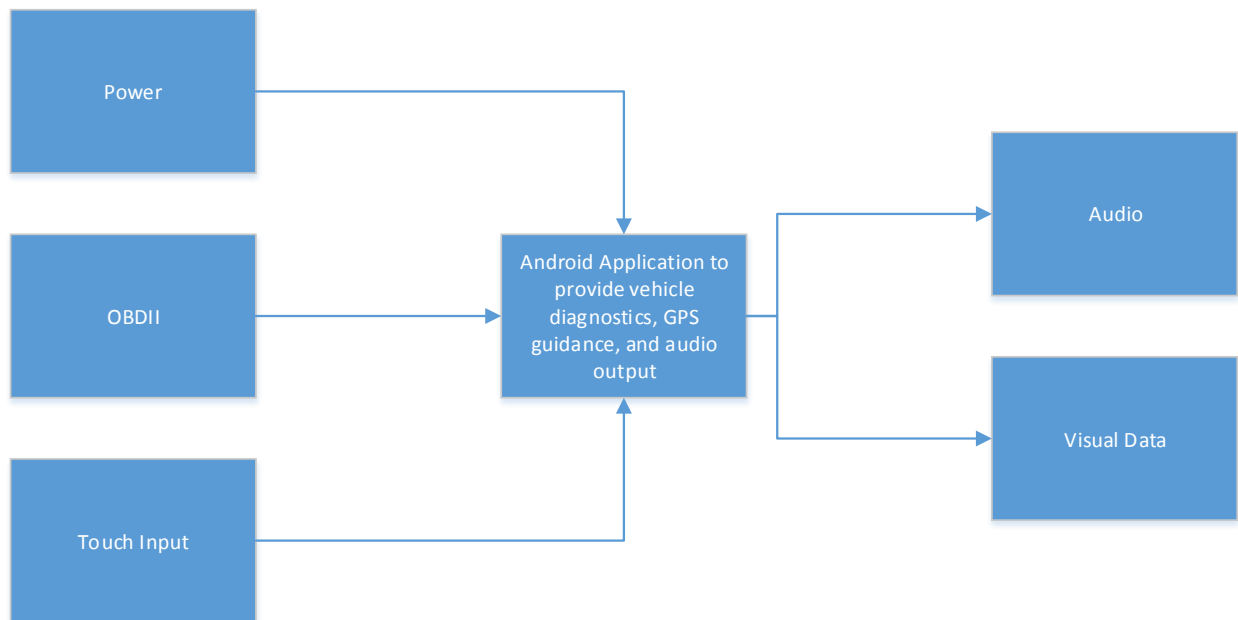 Power
OBDII
Touch Input
Android Application to
provide vehicle
diagnostics, GPS
guidance, and audio
output
Audio
Visual Data